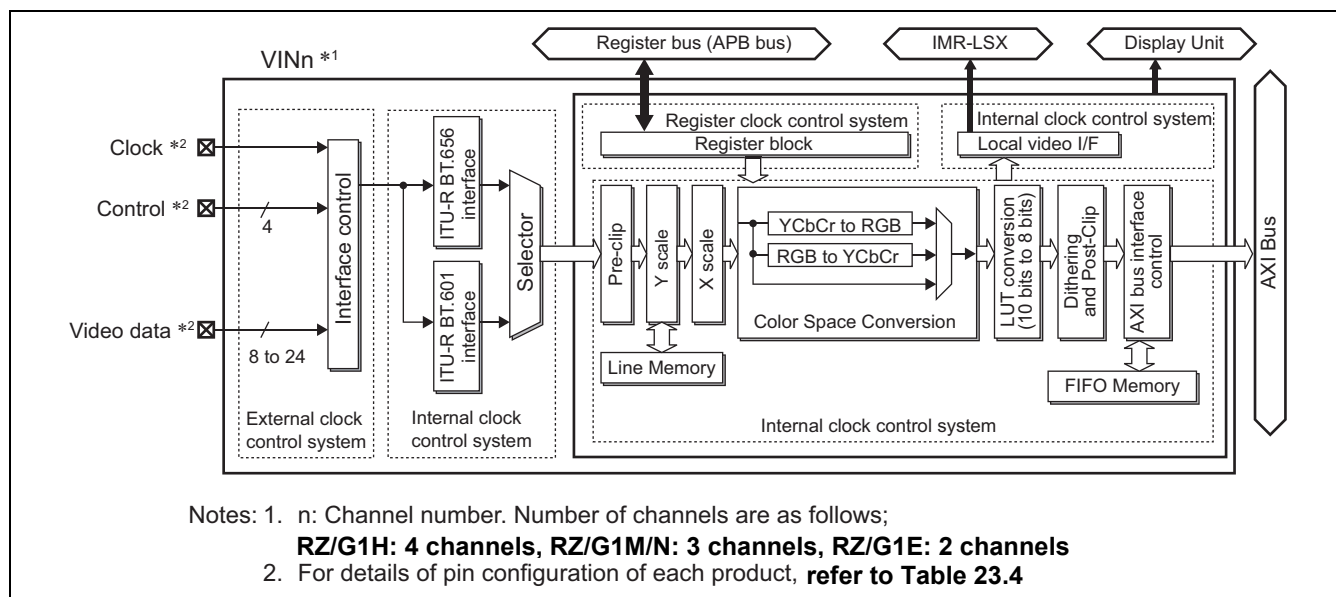 Register bus (APB bus)
IMR-LSX
Display Unit
VINn *1
Clock *2
Control *2
4
Video data *2
8 to 24
Interface control
External clock
control system
ITU-R BT.656
interface
ITU-R BT.601
interface
Selector
Internal clock
control system
Register clock control system
Register block
Internal clock control system
Local video I/F
Pre-clip
Y scale
X scale
YCbCr to RGB
RGB to YCbCr
Color Space Conversion
LUT conversion
(10 bits to 8 bits)
Dithering
and Post-Clip
AXI bus interface
control
Line Memory
FIFO Memory
Internal clock control system
AXI Bus
Notes: 1. n: Channel number. Number of channels are as follows;
RZ/G1H: 4 channels, RZ/G1M/N: 3 channels, RZ/G1E: 2 channels
2. For details of pin configuration of each product, refer to Table 23.4